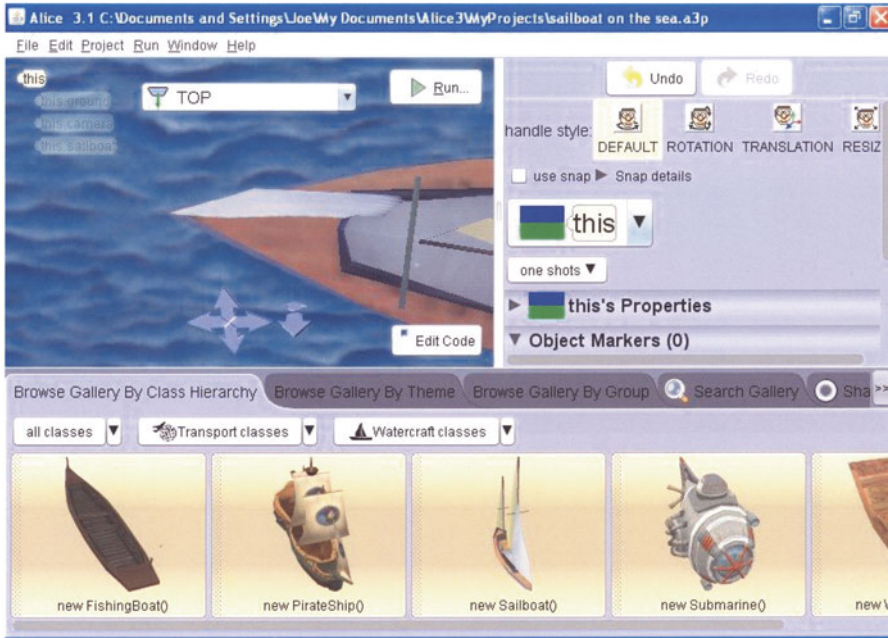 Alice 3.1 C:\Documents and Settings\Joe\My Documents\Alice3\MyProjects\sailboat on the sea.a3p
File Edit Project Run Window Help
this
this.ground
this.camera
this.sailboat
TOP
Run...
Edit Code
Undo
Redo
handle style:
DEFAULT ROTATION TRANSLATION RESIZ
use snap Snap details
this
one shots
this's Properties
Object Markers (0)
Browse Gallery By Class Hierarchy Browse Gallery By Theme Browse Gallery By Group Search Gallery Sha >>
all classes Transport classes Watercraft classes
new FishingBoat() new PirateShip() new Sailboat() new Submarine() new